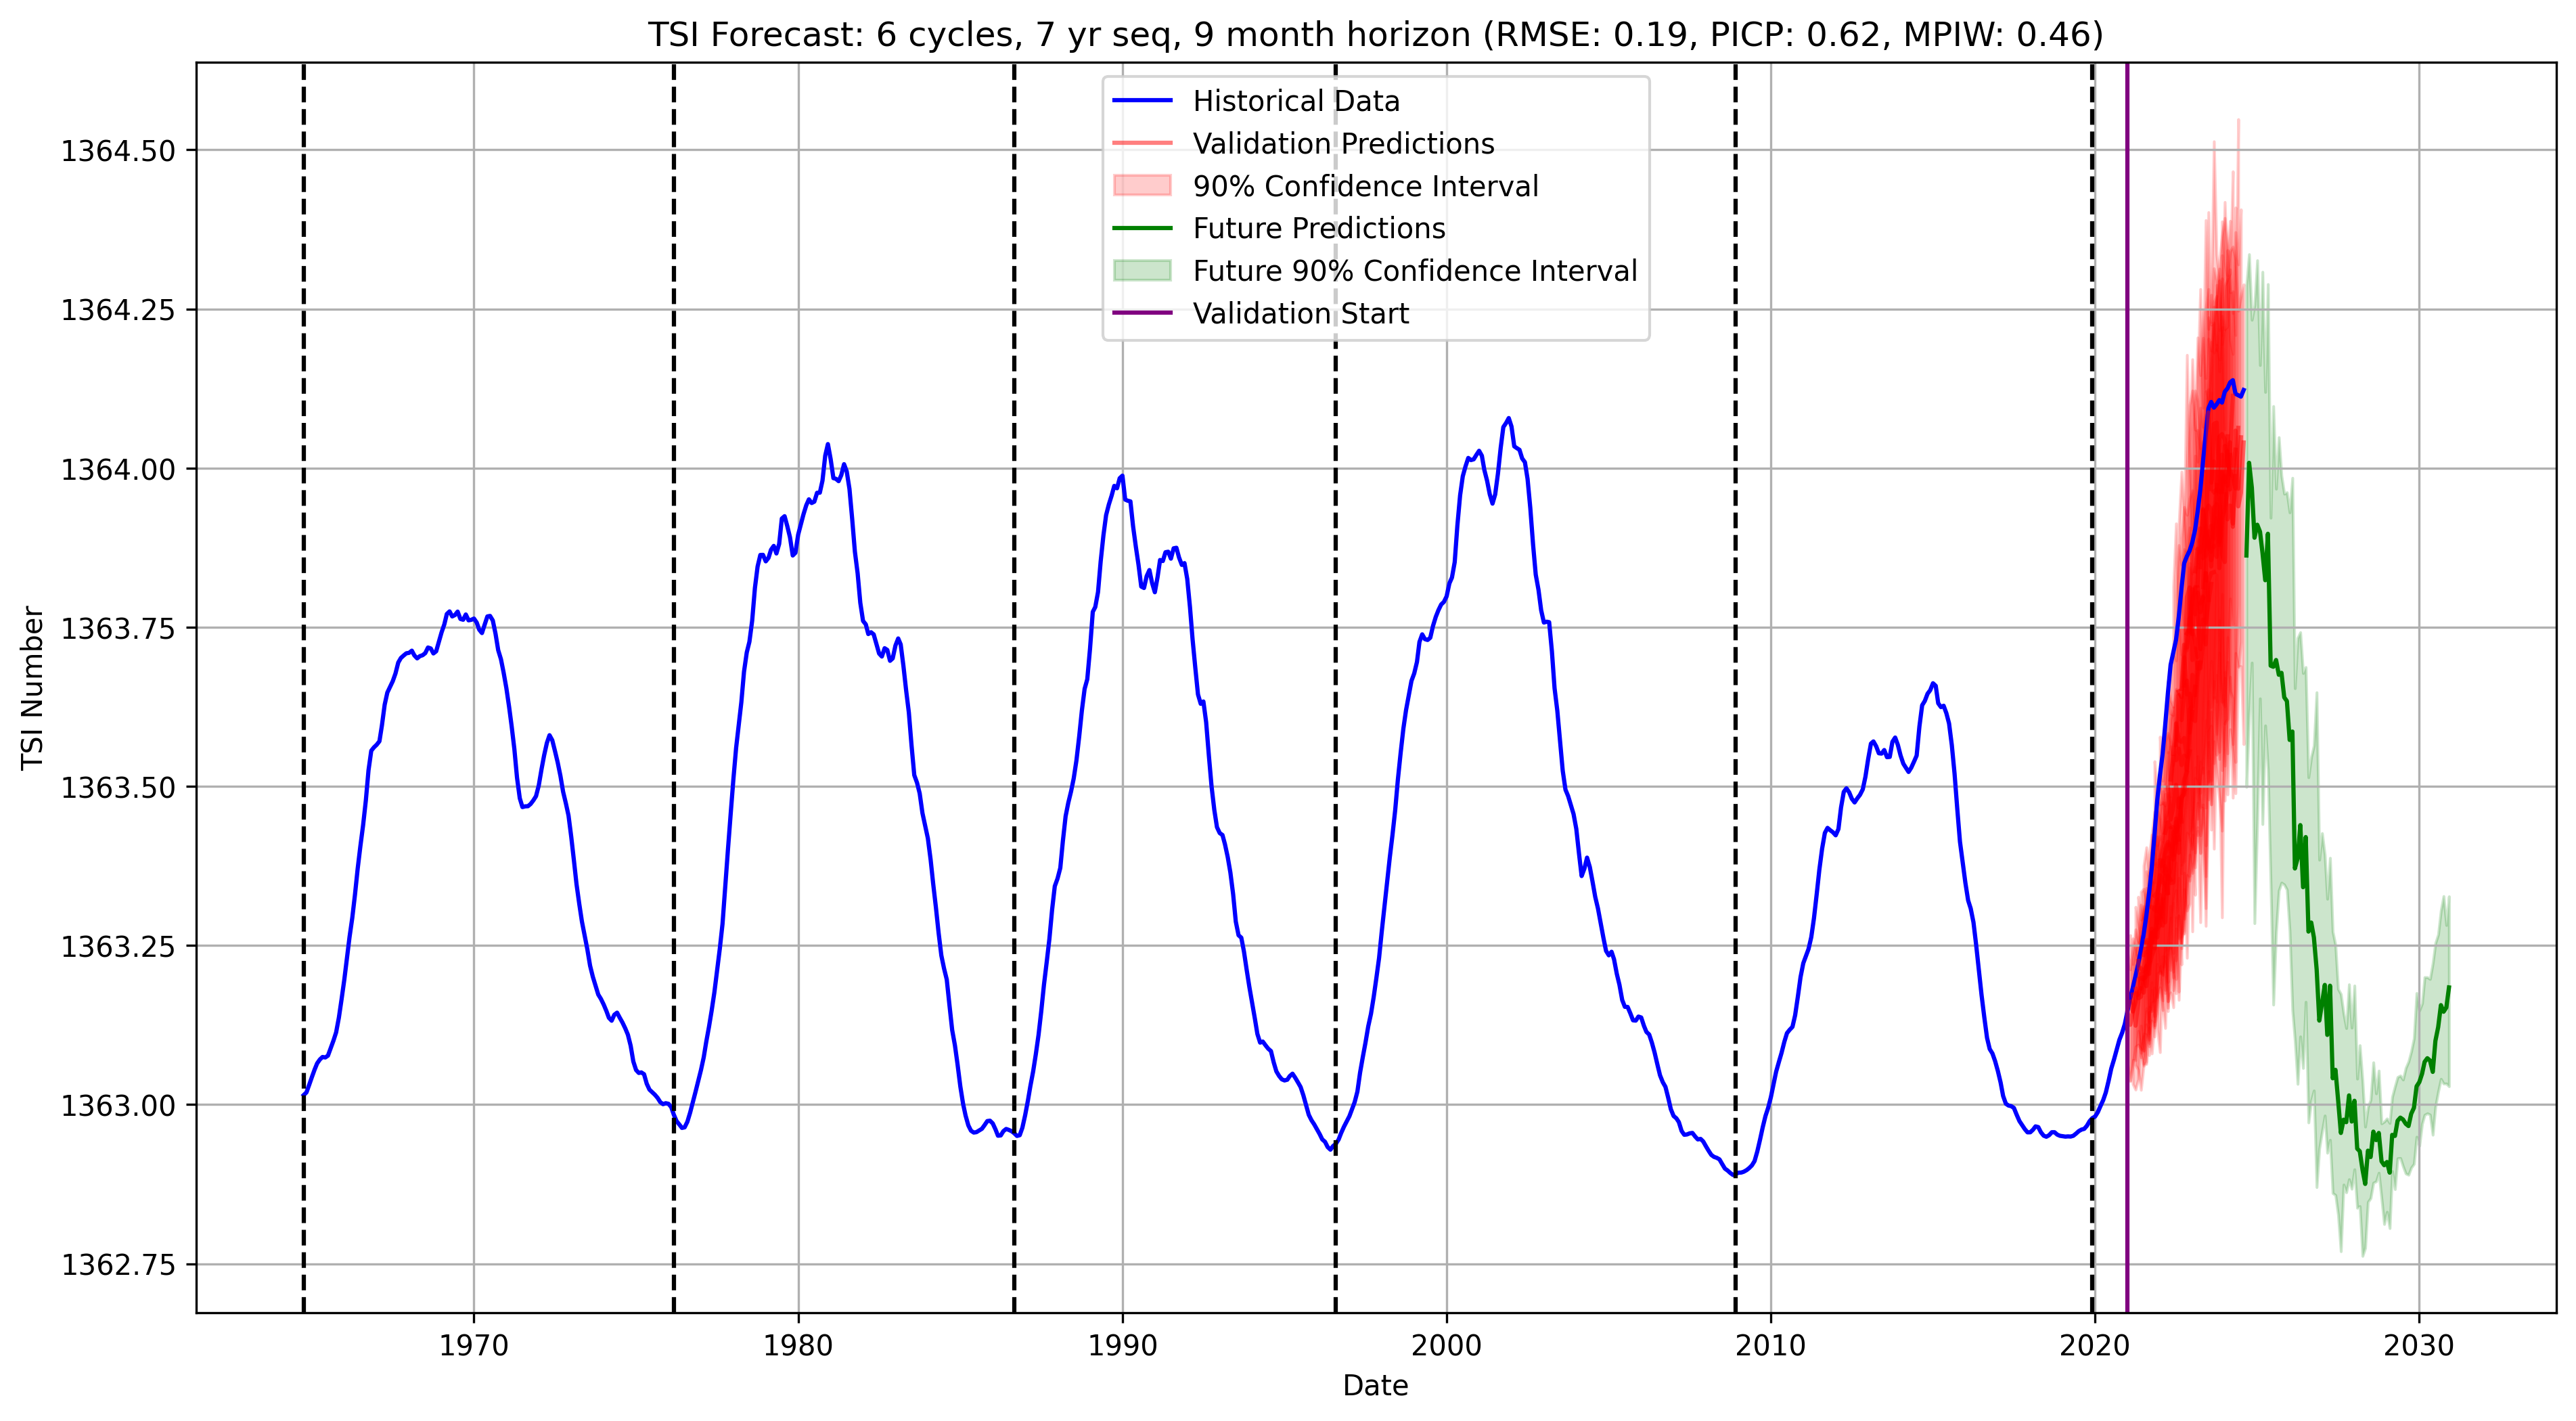 TSI Forecast: 6 cycles, 7 yr seq, 9 month horizon (RMSE: 0.19, PICP: 0.62, MPIW: 0.46)
Historical Data
Validation Predictions
90% Confidence Interval
Future Predictions
Future 90% Confidence Interval
Validation Start
TSI Number
1364.50
1364.25
1364.00
1363.75
1363.50
1363.25
1363.00
1362.75
1970
1980
1990
2000
2010
2020
2030
Date